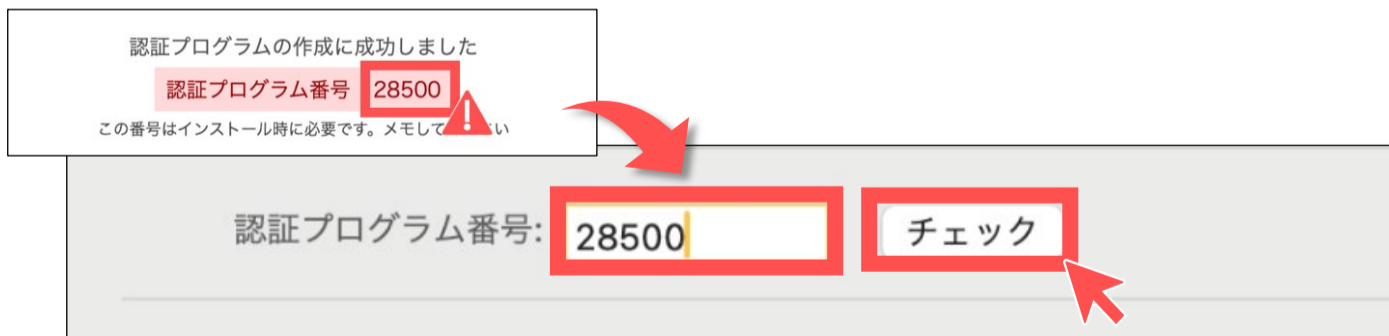 認証プログラムの作成に成功しました
認証プログラム番号 28500
この番号はインストール時に必要です。メモして い
認証プログラム番号: 28500 チェック